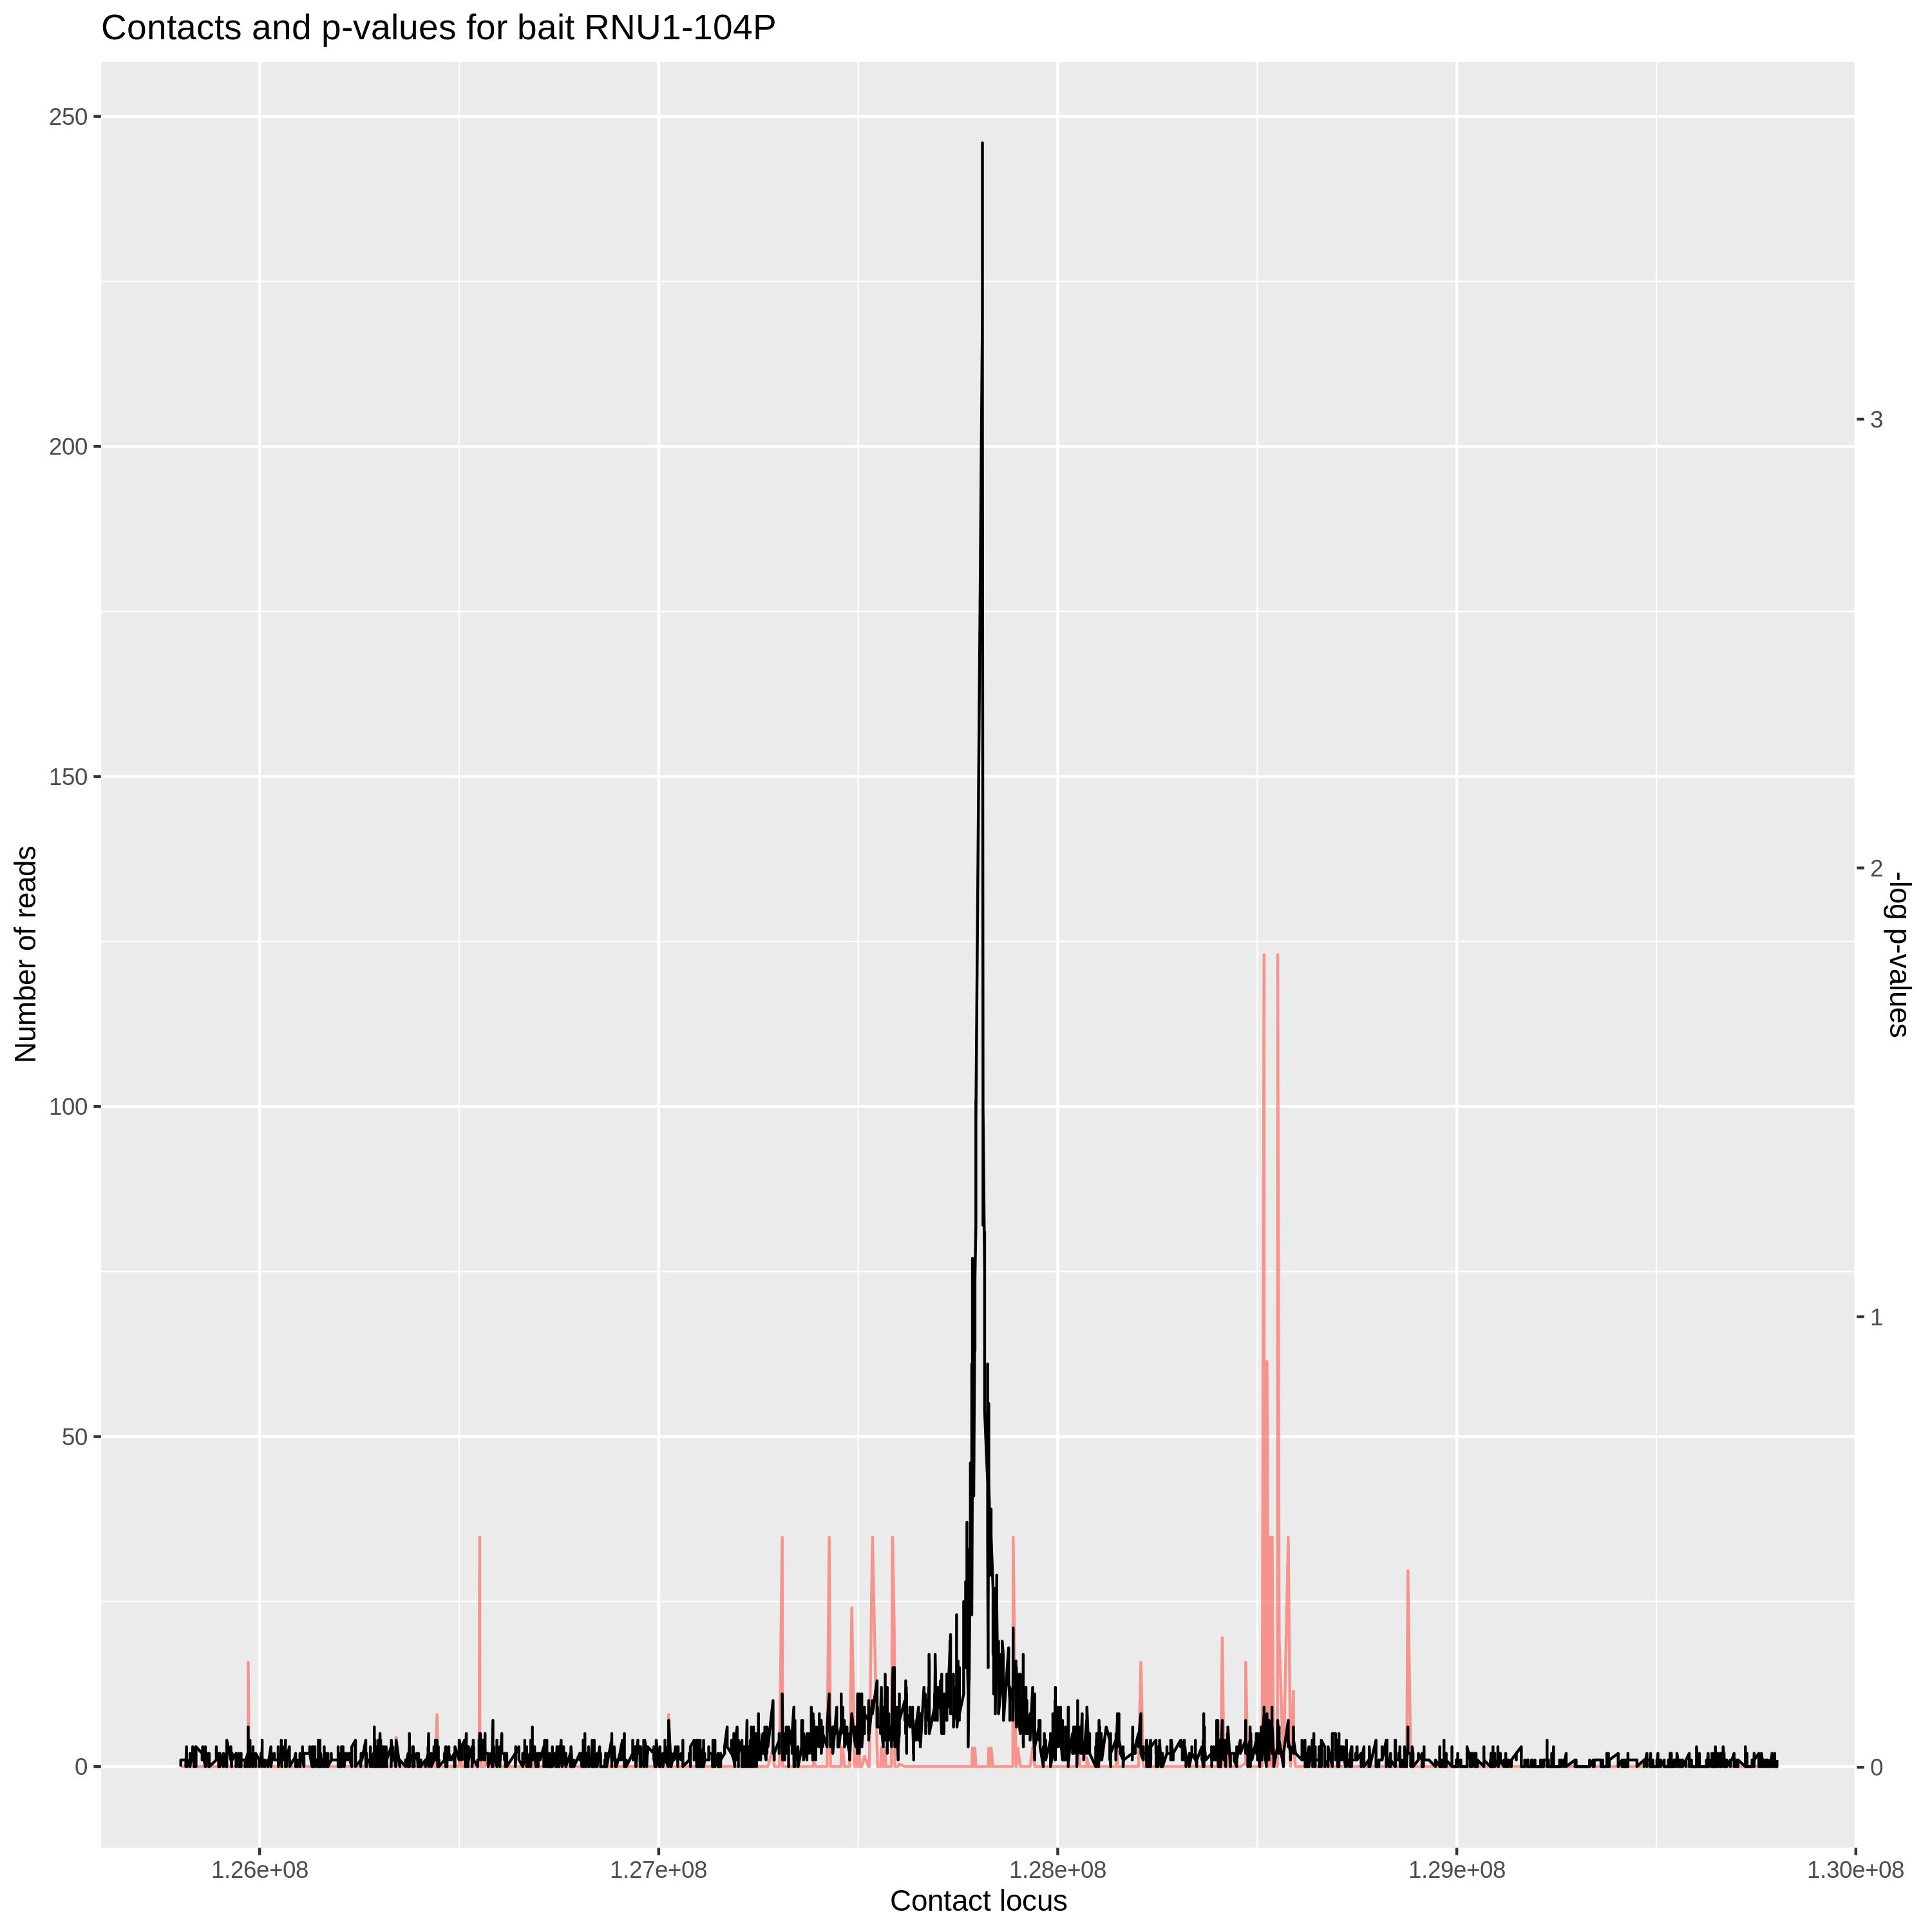 Contacts and p-values for bait RNU1-104P
250
200
150
100
50
0
Number of reads
3
2
1
0
-log p-values
1.26e+08 1.27e+08 1.28e+08 1.29e+08 1.30e+08
Contact locus